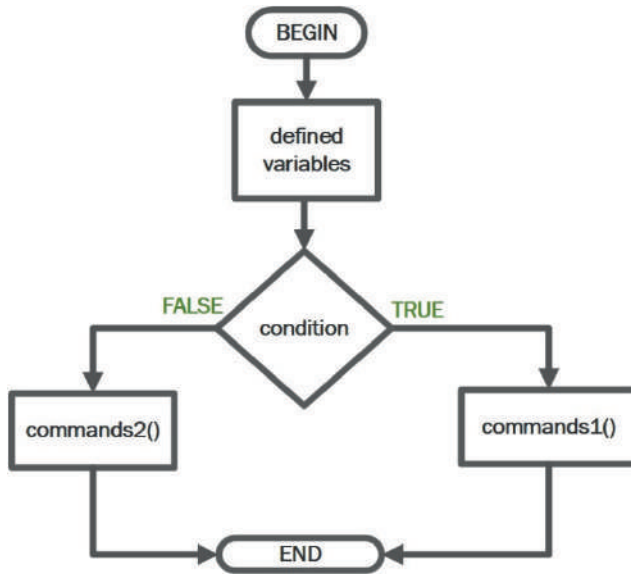 BEGIN
defined
variables
FALSE
TRUE
condition
commands2()
commands1()
END